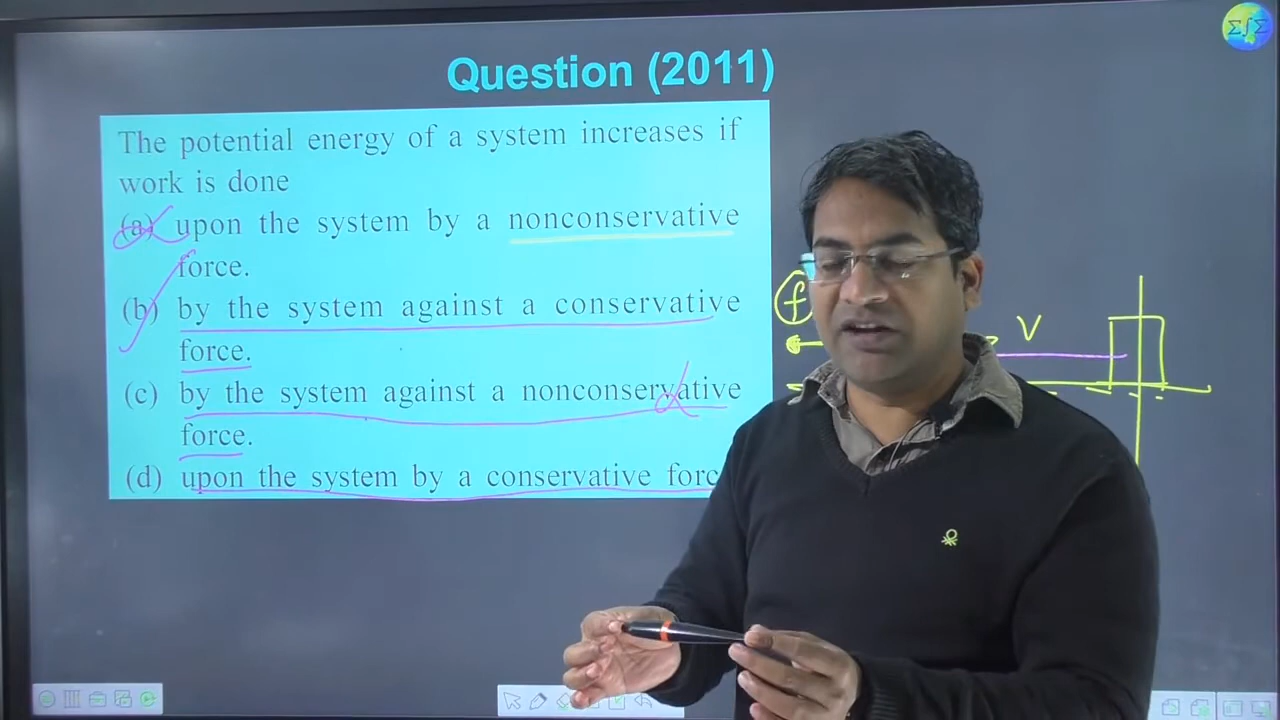 Question (2011)
The potential energy of a system increases if
work is done
(a) upon the system by a nonconservative
force.
(b) by the system against a conservative
force.
(c) by the system against a nonconservative
force.
(d) upon the system by a conservative forc
f
V
Σ∫Σ